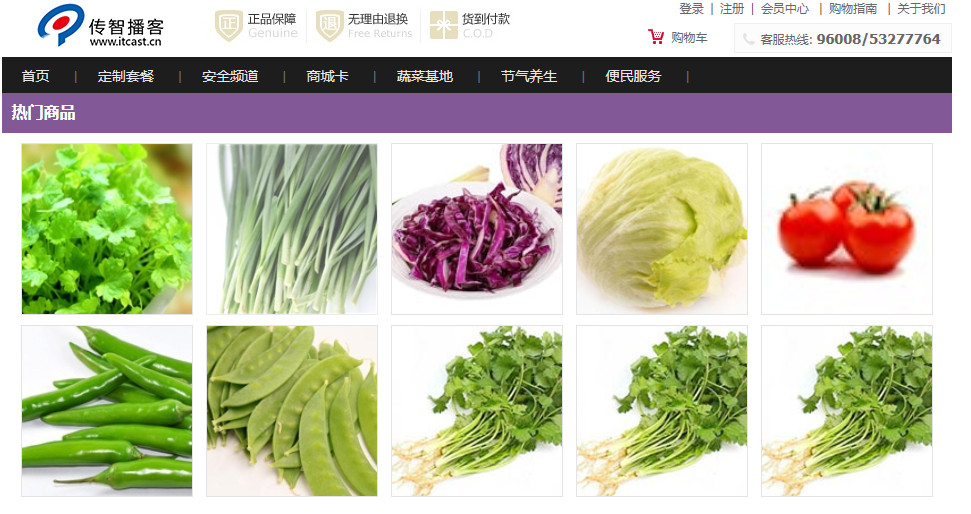 传智播客
www.itcast.cn
正品保障
Genuine
无理由退换
Free Returns
货到付款
C.O.D
登录 | 注册 | 会员中心 | 购物指南 | 关于我们
购物车
客服热线: 96008/53277764
首页 | 定制套餐 | 安全频道 | 商城卡 | 蔬菜基地 | 节气养生 | 便民服务 |
热门商品